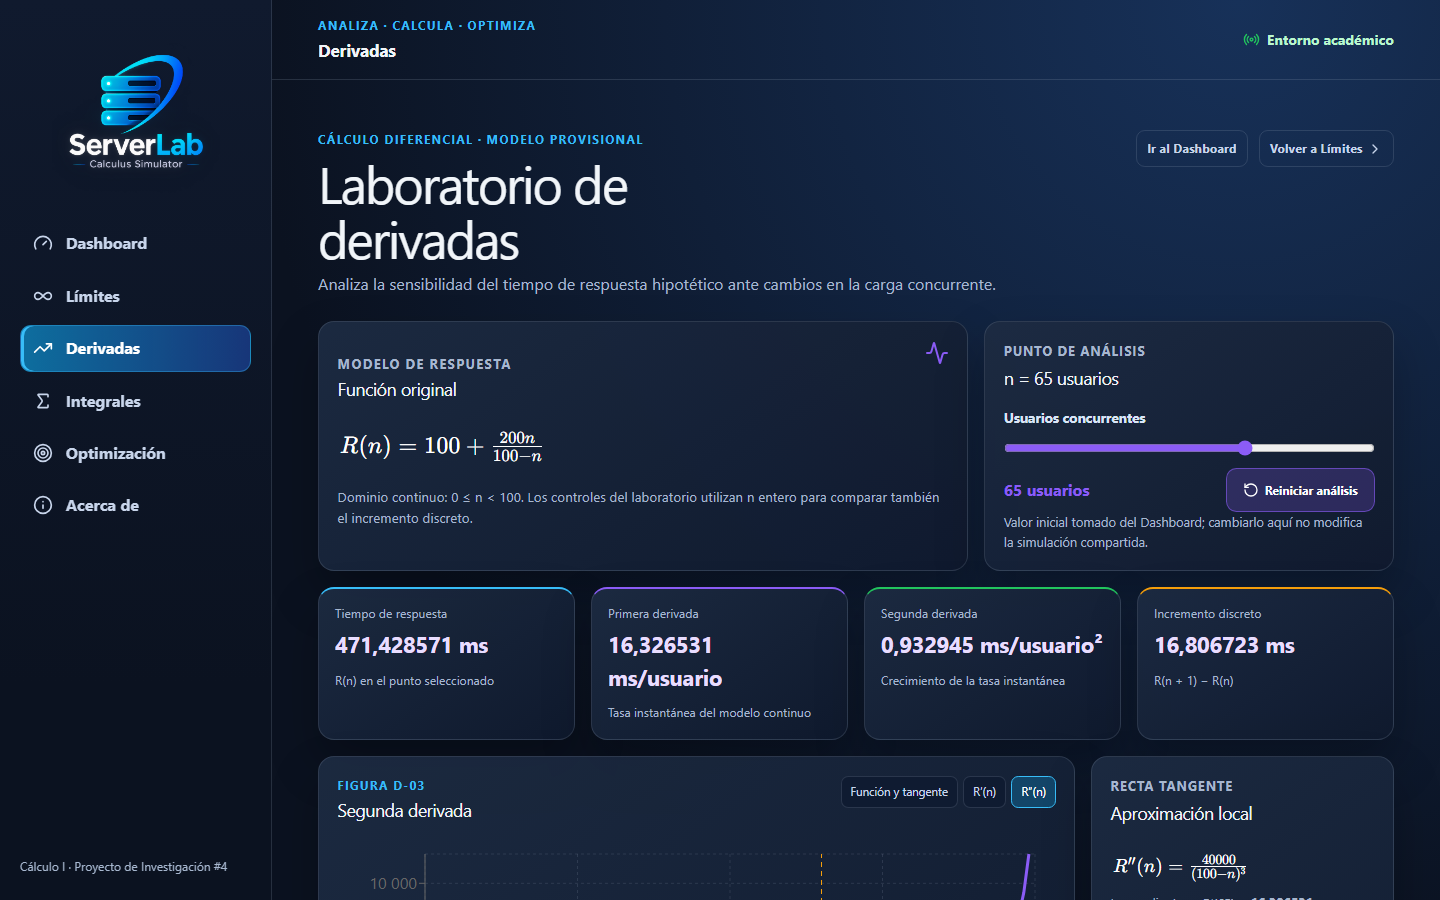 ServerLab
Calculus Simulator
Dashboard
Límites
Derivadas
Integrales
Optimización
Acerca de
Cálculo I · Proyecto de Investigación #4
ANALIZA · CALCULA · OPTIMIZA
Derivadas
Entorno académico
CÁLCULO DIFERENCIAL · MODELO PROVISIONAL
Laboratorio de
derivadas
Analiza la sensibilidad del tiempo de respuesta hipotético ante cambios en la carga concurrente.
Ir al Dashboard
Volver a Límites
MODELO DE RESPUESTA
Función original
R(n) = 100 + 200n/(100−n)
Dominio continuo: 0 ≤ n < 100. Los controles del laboratorio utilizan n entero para comparar también
el incremento discreto.
PUNTO DE ANÁLISIS
n = 65 usuarios
Usuarios concurrentes
65 usuarios
Reiniciar análisis
Valor inicial tomado del Dashboard; cambiarlo aquí no modifica
la simulación compartida.
Tiempo de respuesta
471,428571 ms
R(n) en el punto seleccionado
Primera derivada
16,326531
ms/usuario
Tasa instantánea del modelo continuo
Segunda derivada
0,932945 ms/usuario²
Crecimiento de la tasa instantánea
Incremento discreto
16,806723 ms
R(n + 1) − R(n)
FIGURA D-03
Segunda derivada
Función y tangente
R′(n)
R″(n)
10 000
RECTA TANGENTE
Aproximación local
R″(n) = 40000/(100−n)³